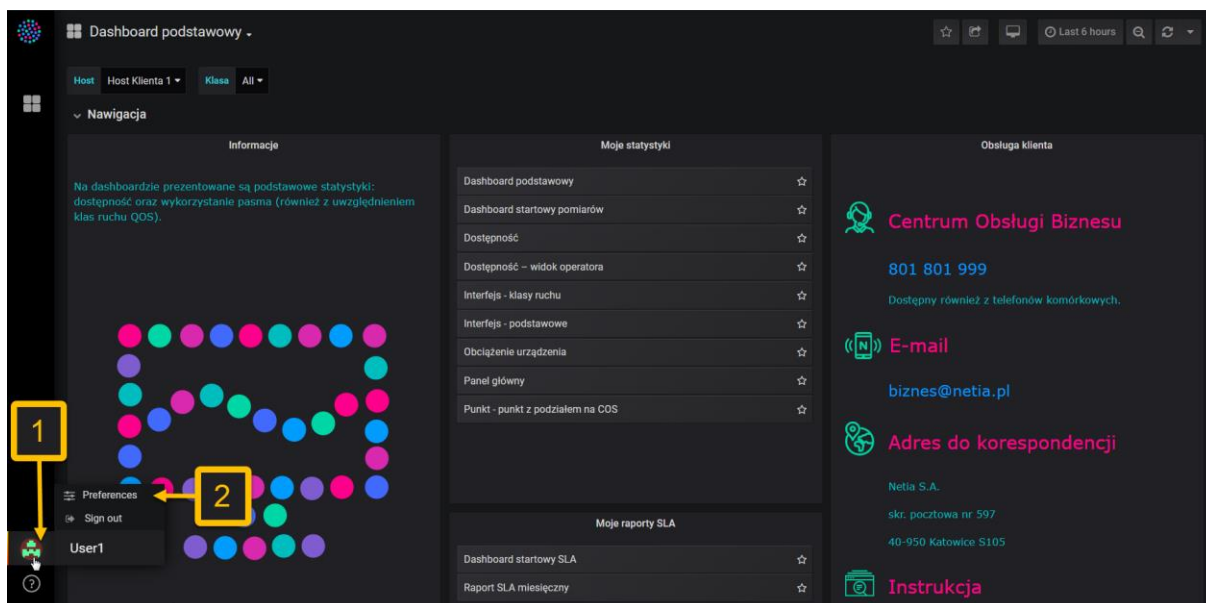 Dashboard podstawowy
Last 6 hours
Host Host Klienta 1 Klasa All
Nawigacja
Informacje
Na dashboardzie prezentowane są podstawowe statystyki:
dostępność oraz wykorzystanie pasma (również z uwzględnieniem
klas ruchu QOS).
Moje statystyki
Dashboard podstawowy
Dashboard startowy pomiarów
Dostępność
Dostępność – widok operatora
Interfejs - klasy ruchu
Interfejs - podstawowe
Obciążenie urządzenia
Panel główny
Punkt - punkt z podziałem na COS
Moje raporty SLA
Dashboard startowy SLA
Raport SLA miesięczny
Obsługa klienta
Centrum Obsługi Biznesu
801 801 999
Dostępny również z telefonów komórkowych.
N
E-mail
biznes@netia.pl
Adres do korespondencji
Netia S.A.
skr. pocztowa nr 597
40-950 Katowice S105
Instrukcja
1
2
Preferences
Sign out
User1
?